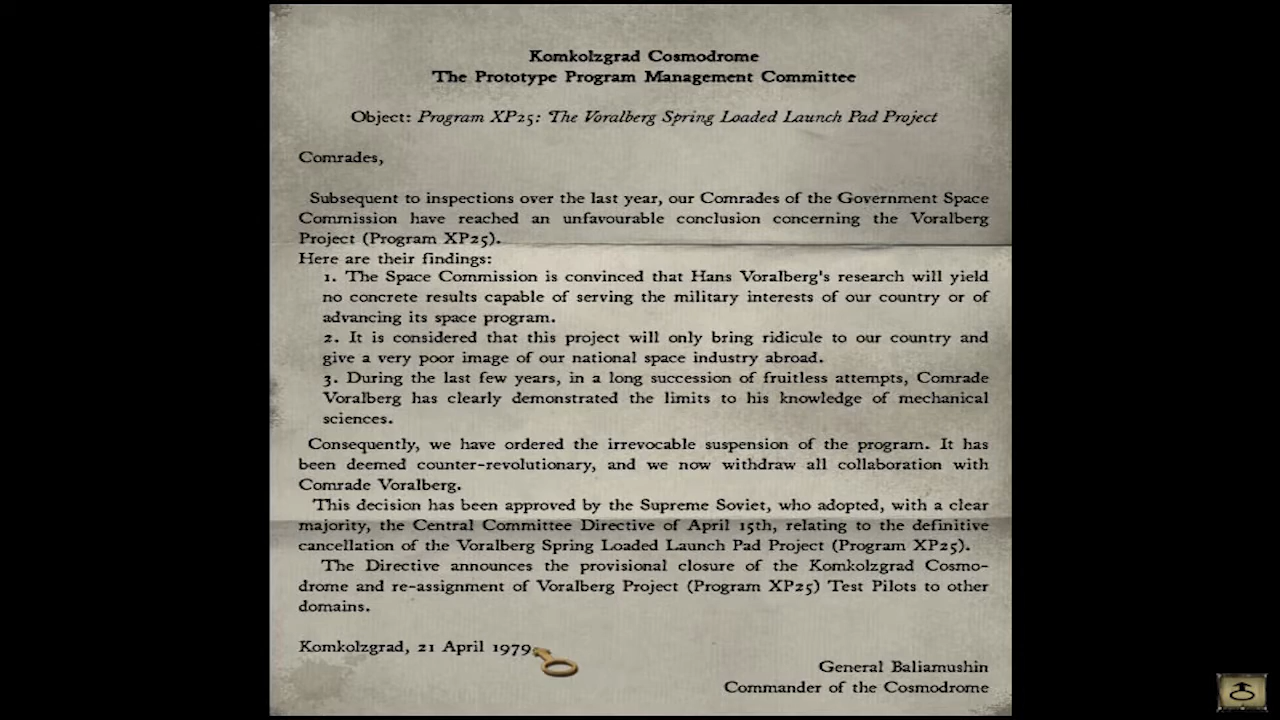 Komkolzgrad Cosmodrome
The Prototype Program Management Committee
Object: Program XP25: The Voralberg Spring Loaded Launch Pad Project
Comrades,
Subsequent to inspections over the last year, our Comrades of the Government Space
Commission have reached an unfavourable conclusion concerning the Voralberg
Project (Program XP25).
Here are their findings:
1. The Space Commission is convinced that Hans Voralberg's research will yield
no concrete results capable of serving the military interests of our country or of
advancing its space program.
2. It is considered that this project will only bring ridicule to our country and
give a very poor image of our national space industry abroad.
3. During the last few years, in a long succession of fruitless attempts, Comrade
Voralberg has clearly demonstrated the limits to his knowledge of mechanical
sciences.
Consequently, we have ordered the irrevocable suspension of the program. It has
been deemed counter-revolutionary, and we now withdraw all collaboration with
Comrade Voralberg.
This decision has been approved by the Supreme Soviet, who adopted, with a clear
majority, the Central Committee Directive of April 15th, relating to the definitive
cancellation of the Voralberg Spring Loaded Launch Pad Project (Program XP25).
The Directive announces the provisional closure of the Komkolzgrad Cosmo-
drome and re-assignment of Voralberg Project (Program XP25) Test Pilots to other
domains.
Komkolzgrad, 21 April 1979.
General Baliamushin
Commander of the Cosmodrome